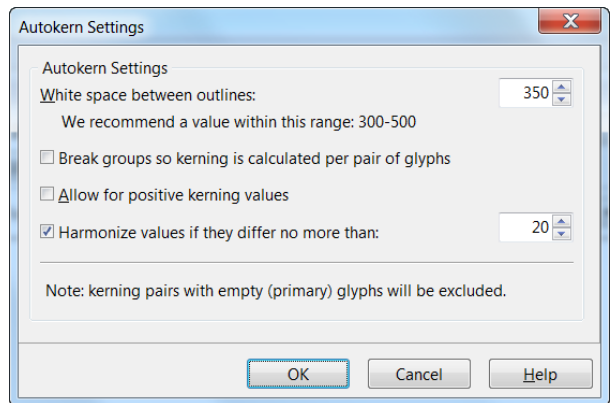 Autokern Settings
Autokern Settings
White space between outlines: 350
We recommend a value within this range: 300-500
Break groups so kerning is calculated per pair of glyphs
Allow for positive kerning values
Harmonize values if they differ no more than: 20
Note: kerning pairs with empty (primary) glyphs will be excluded.
OK Cancel Help